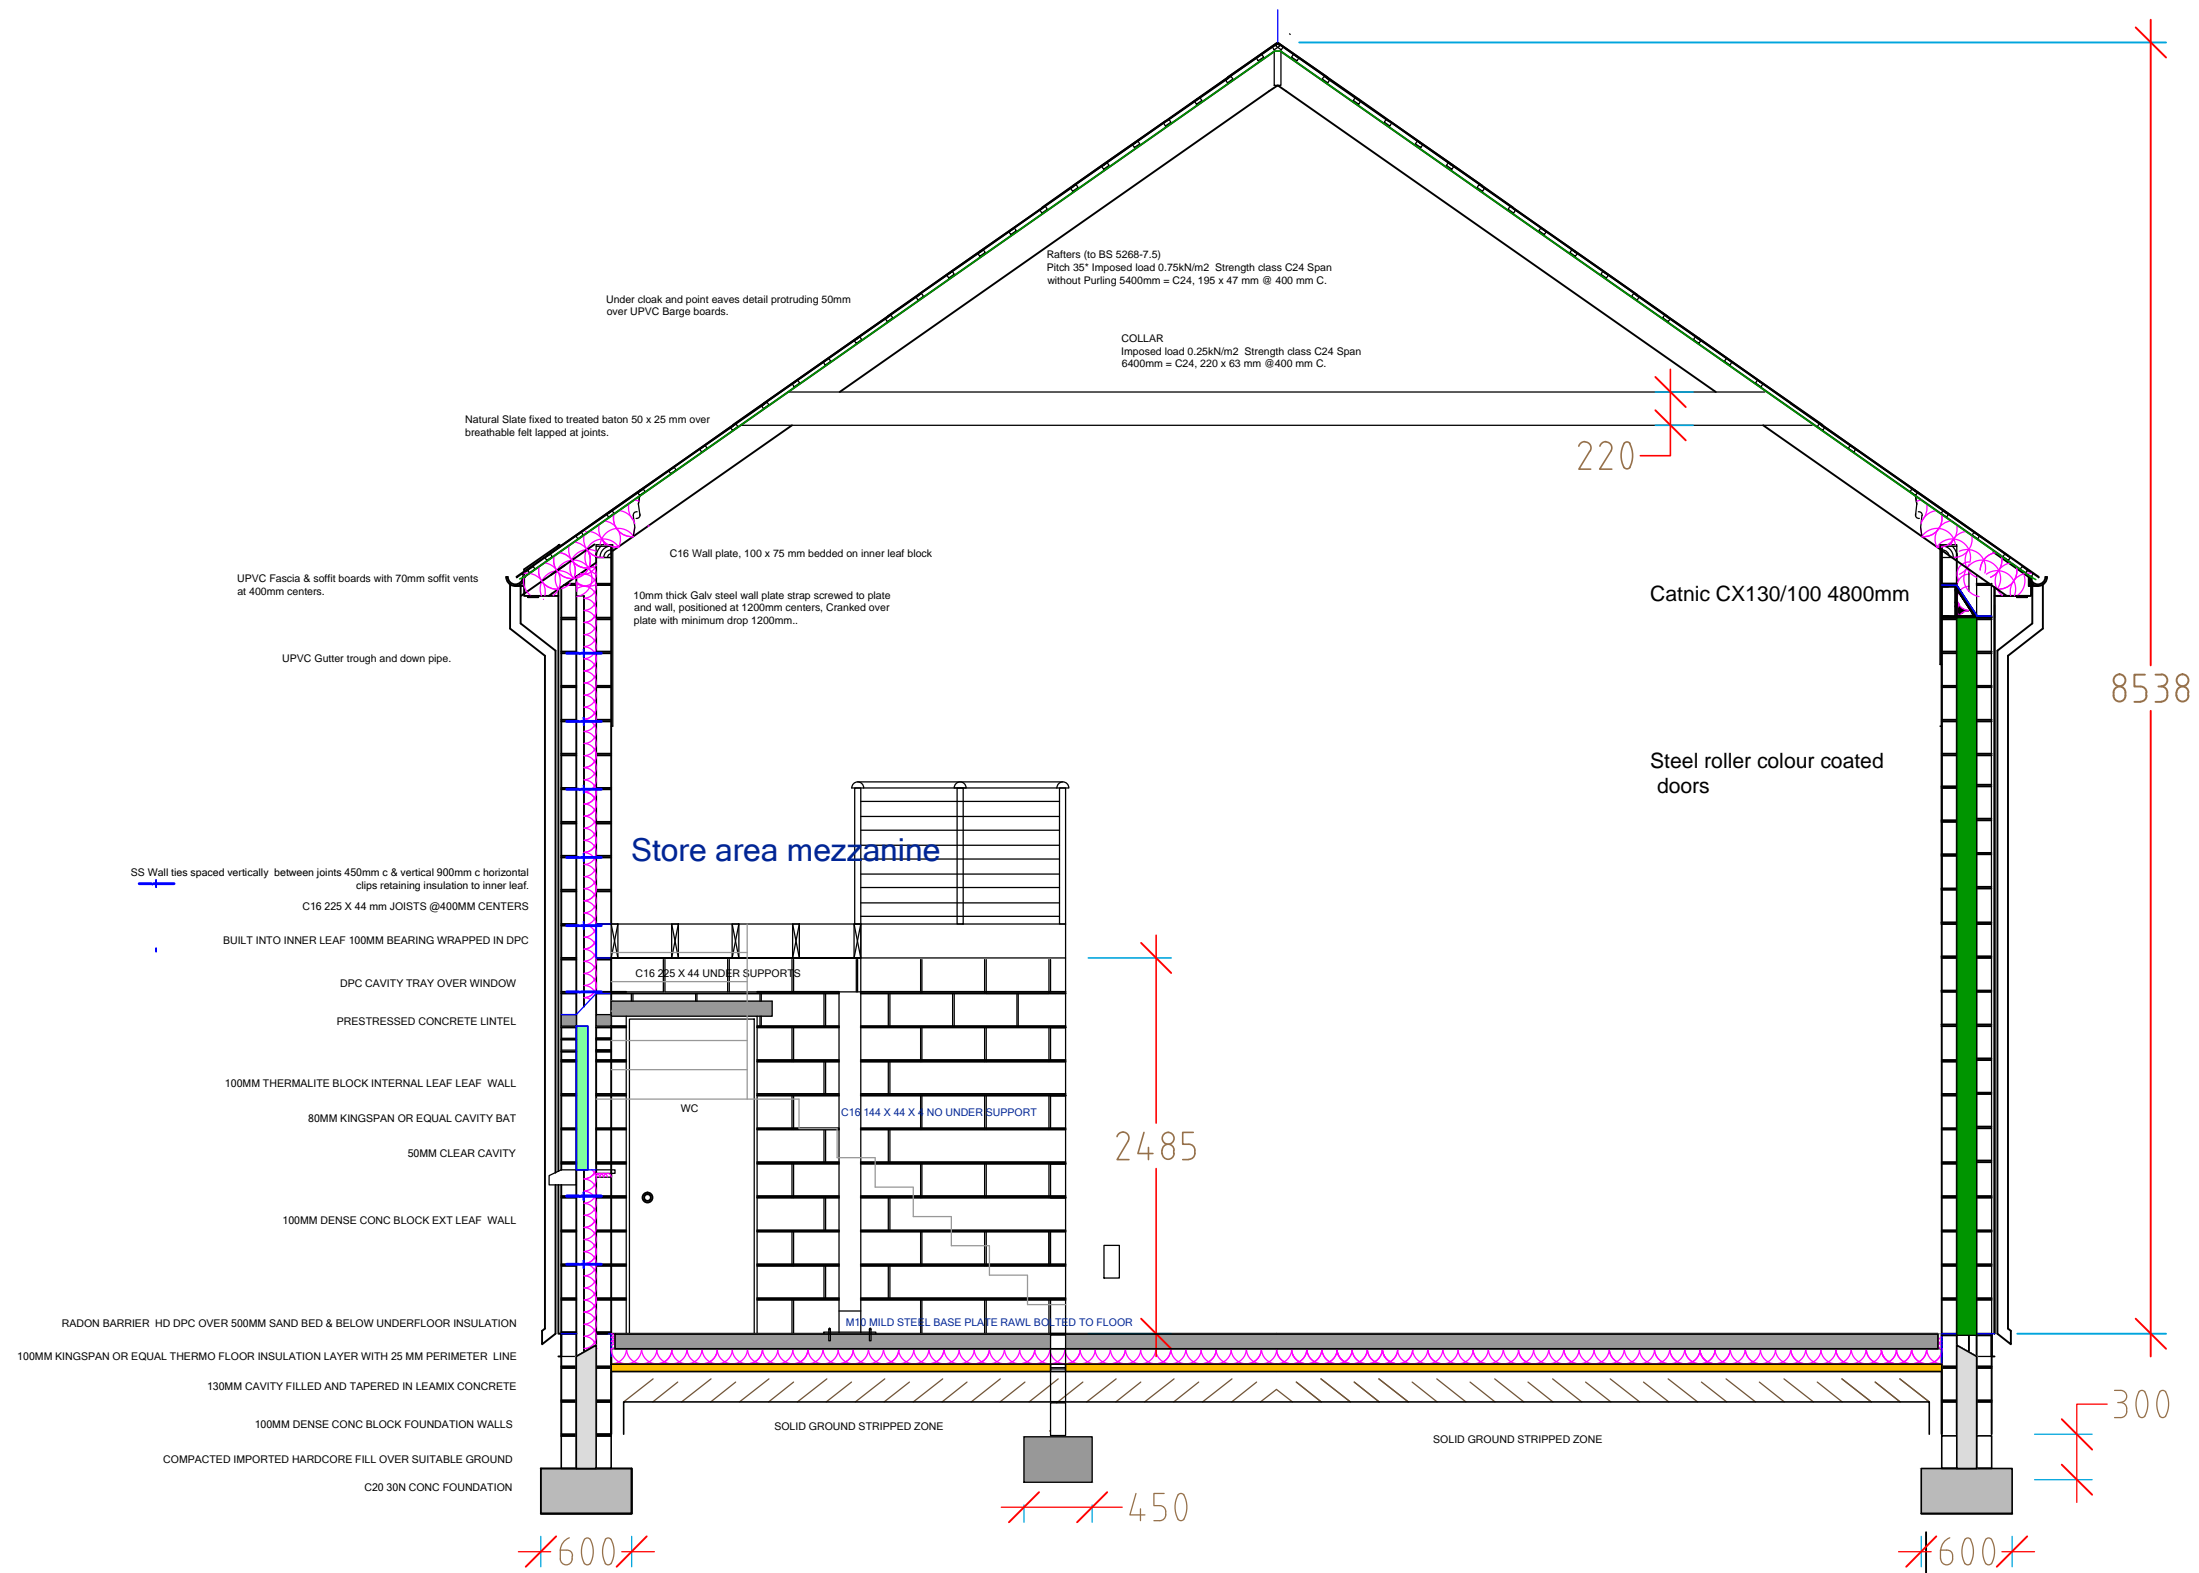 Rafters (to BS 5268-7.5)
Pitch 35* Imposed load 0.75kN/m2  Strength class C24 Span
without Purling 5400mm = C24, 195 x 47 mm @ 400 mm C.
Under cloak and point eaves detail protruding 50mm
over UPVC Barge boards.
COLLAR
Imposed load 0.25kN/m2  Strength class C24 Span
6400mm = C24, 220 x 63 mm @400 mm C.
Natural Slate fixed to treated baton 50 x 25 mm over
breathable felt lapped at joints.
220
C16 Wall plate, 100 x 75 mm bedded on inner leaf block
UPVC Fascia & soffit boards with 70mm soffit vents
at 400mm centers.
10mm thick Galv steel wall plate strap screwed to plate
and wall, positioned at 1200mm centers, Cranked over
plate with minimum drop 1200mm..
Catnic CX130/100 4800mm
UPVC Gutter trough and down pipe.
8538
Steel roller colour coated
doors
Store area mezzanine
SS Wall ties spaced vertically  between joints 450mm c & vertical 900mm c horizontal
clips retaining insulation to inner leaf.
C16 225 X 44 mm JOISTS @400MM CENTERS
BUILT INTO INNER LEAF 100MM BEARING WRAPPED IN DPC
C16 225 X 44 UNDER SUPPORTS
DPC CAVITY TRAY OVER WINDOW
PRESTRESSED CONCRETE LINTEL
100MM THERMALITE BLOCK INTERNAL LEAF LEAF  WALL
WC
C16 144 X 44 X 4 NO UNDER SUPPORT
80MM KINGSPAN OR EQUAL CAVITY BAT
2485
50MM CLEAR CAVITY
100MM DENSE CONC BLOCK EXT LEAF  WALL
RADON BARRIER  HD DPC OVER 500MM SAND BED & BELOW UNDERFLOOR INSULATION
M10 MILD STEEL BASE PLATE RAWL BOLTED TO FLOOR
100MM KINGSPAN OR EQUAL THERMO FLOOR INSULATION LAYER WITH 25 MM PERIMETER  LINE
130MM CAVITY FILLED AND TAPERED IN LEAMIX CONCRETE
300
100MM DENSE CONC BLOCK FOUNDATION WALLS
SOLID GROUND STRIPPED ZONE
SOLID GROUND STRIPPED ZONE
COMPACTED IMPORTED HARDCORE FILL OVER SUITABLE GROUND
C20 30N CONC FOUNDATION
450
600
600